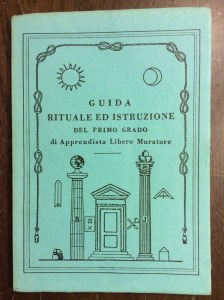 GUIDA
RITUALE ED ISTRUZIONE
DEL PRIMO GRADO
di Apprendista Libero Muratore